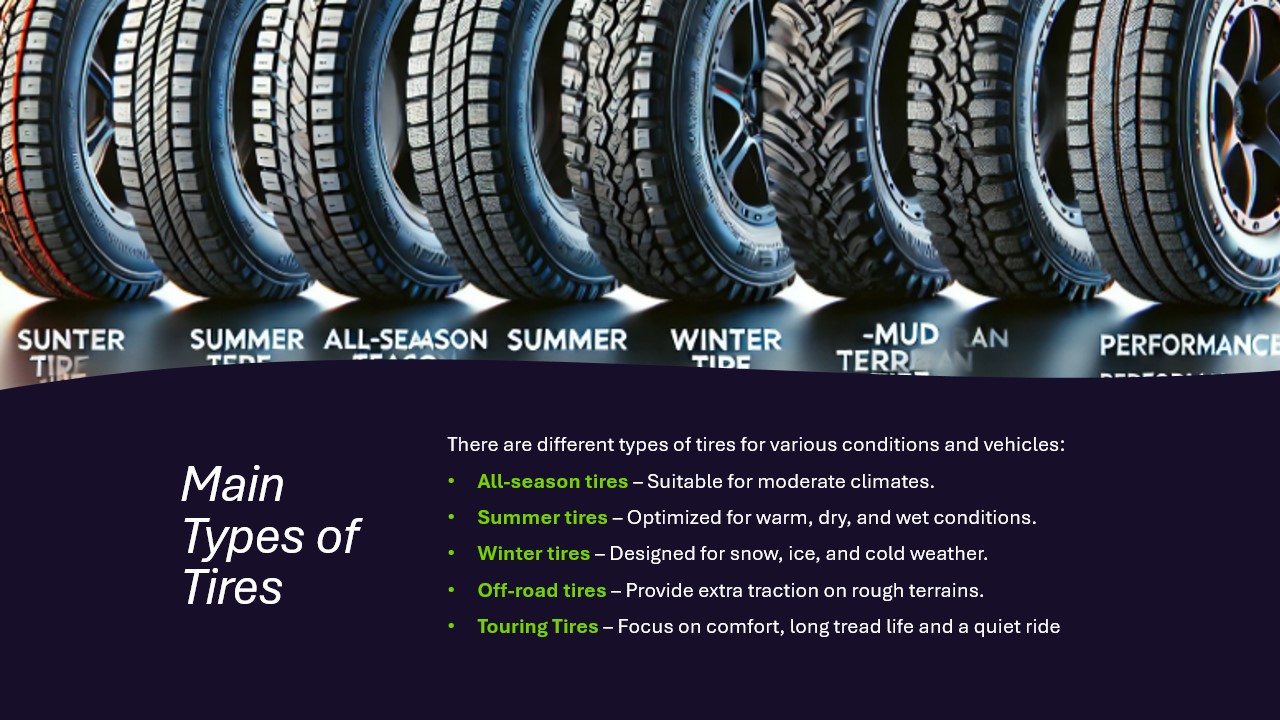 SUNTER SUMMER ALL-SEASON SUMMER WINTER -MUD PERFORMANCE
TIRE TIRE
Main
Types of
Tires
There are different types of tires for various conditions and vehicles:
• All-season tires – Suitable for moderate climates.
• Summer tires – Optimized for warm, dry, and wet conditions.
• Winter tires – Designed for snow, ice, and cold weather.
• Off-road tires – Provide extra traction on rough terrains.
• Touring Tires – Focus on comfort, long tread life and a quiet ride